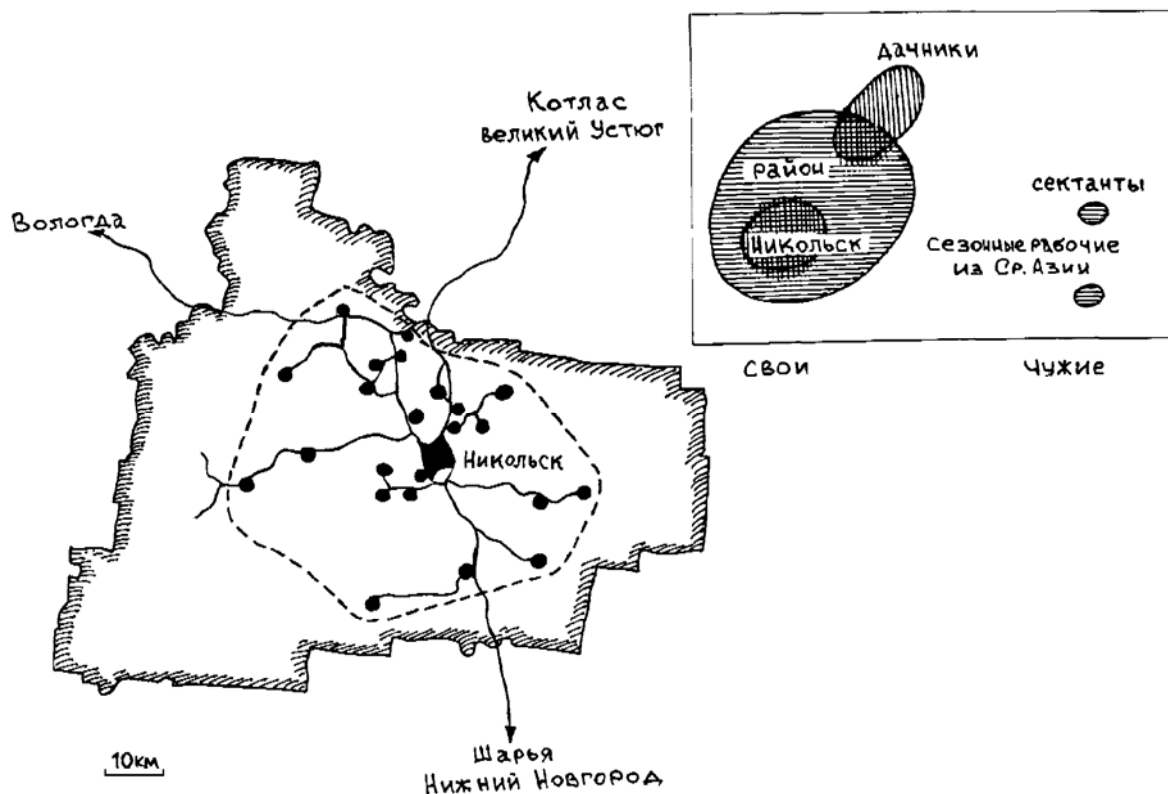 дачники
Котлас
великий Устюг
район
сектанты
Вологда
Никольск
Сезонные рабочие
из Ср. Азии
свои
чужие
Никольск
10км
Шарья
Нижний Новгород